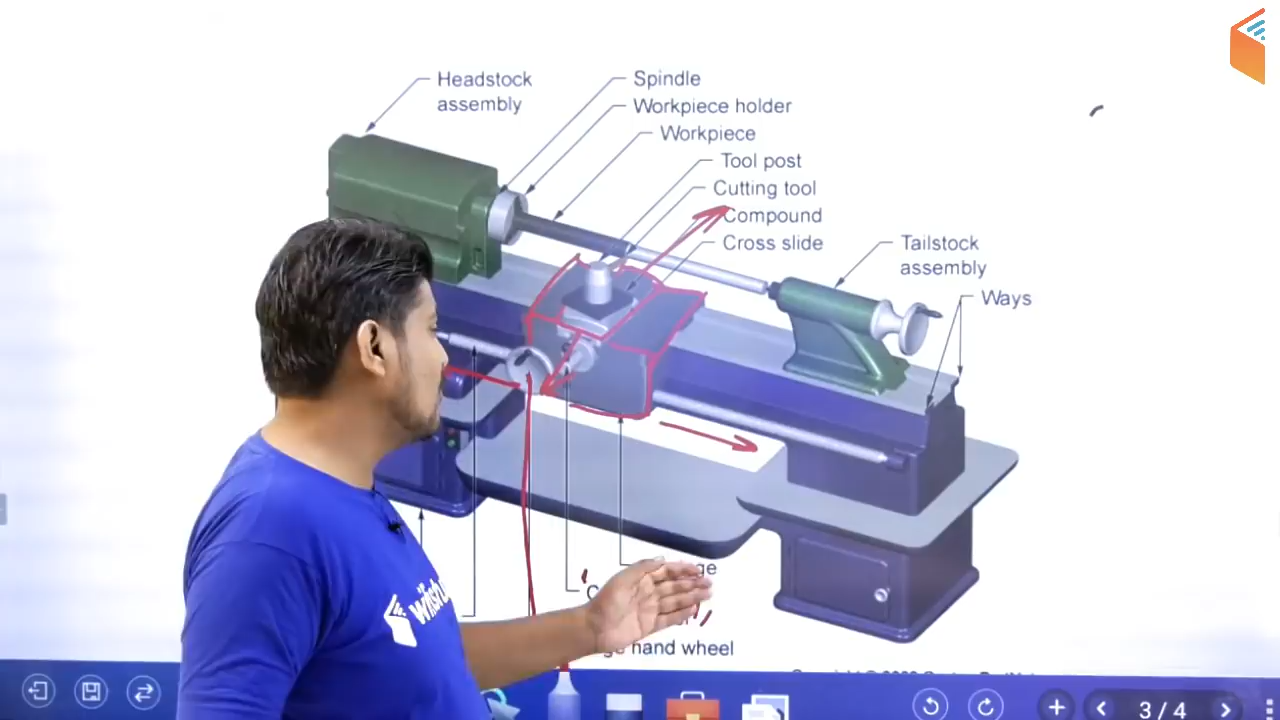 Headstock
assembly
Spindle
Workpiece holder
Workpiece
Tool post
Cutting tool
Compound
Cross slide
Tailstock
assembly
Ways
hand wheel
3 / 4